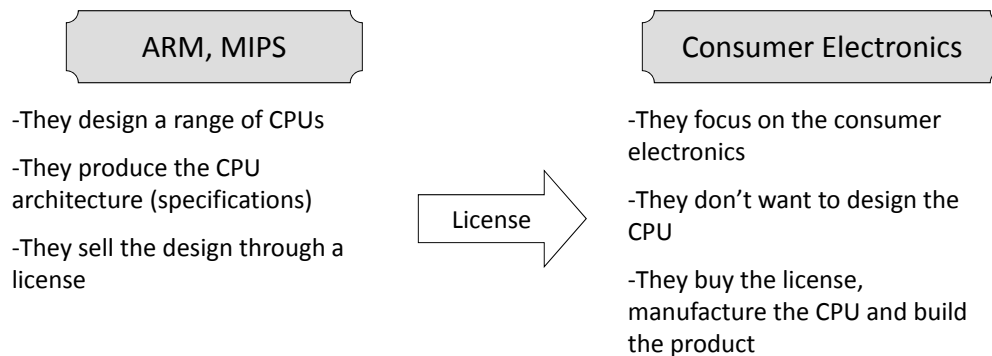 ARM, MIPS
-They design a range of CPUs
-They produce the CPU
architecture (specifications)
-They sell the design through a
license
License
Consumer Electronics
-They focus on the consumer
electronics
-They don’t want to design the
CPU
-They buy the license,
manufacture the CPU and build
the product